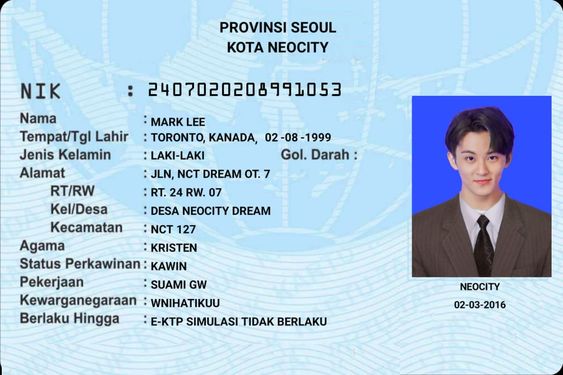 PROVINSI SEOUL
KOTA NEOCITY
NIK : 2407020208991053
Nama : MARK LEE
Tempat/Tgl Lahir : TORONTO, KANADA, 02 -08 -1999
Jenis Kelamin : LAKI-LAKI Gol. Darah :
Alamat : JLN, NCT DREAM OT. 7
RT/RW : RT. 24 RW. 07
Kel/Desa : DESA NEOCITY DREAM
Kecamatan : NCT 127
Agama : KRISTEN
Status Perkawinan : KAWIN
Pekerjaan : SUAMI GW
Kewarganegaraan : WNIHATIKUU
Berlaku Hingga : E-KTP SIMULASI TIDAK BERLAKU
NEOCITY
02-03-2016